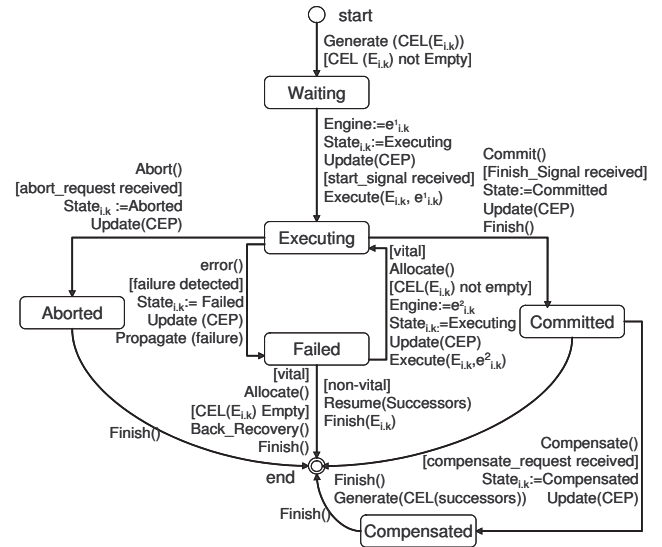 start
Generate (CEL(Ei.k))
[CEL (Ei.k) not Empty]
Waiting
Engine:=e¹i.k
Statei.k:=Executing
Update(CEP)
[start_signal received]
Execute(Ei.k, e¹i.k)
Commit()
[Finish_Signal received]
State:=Committed
Update(CEP)
Finish()
Abort()
[abort_request received]
Statei.k :=Aborted
Update(CEP)
Executing
error()
[failure detected]
Statei.k:= Failed
Update (CEP)
Propagate (failure)
[vital]
Allocate()
[CEL(Ei.k) not empty]
Engine:=e²i.k
Statei.k:=Executing
Update(CEP)
Execute(Ei.k,e²i.k)
Aborted
Failed
Committed
[vital]
Allocate()
[CEL(Ei.k) Empty]
Back_Recovery()
Finish()
[non-vital]
Resume(Successors)
Finish(Ei.k)
Finish()
end
Finish()
Generate(CEL(successors))
Compensate()
[compensate_request received]
Statei.k:=Compensated
Update(CEP)
Finish()
Compensated